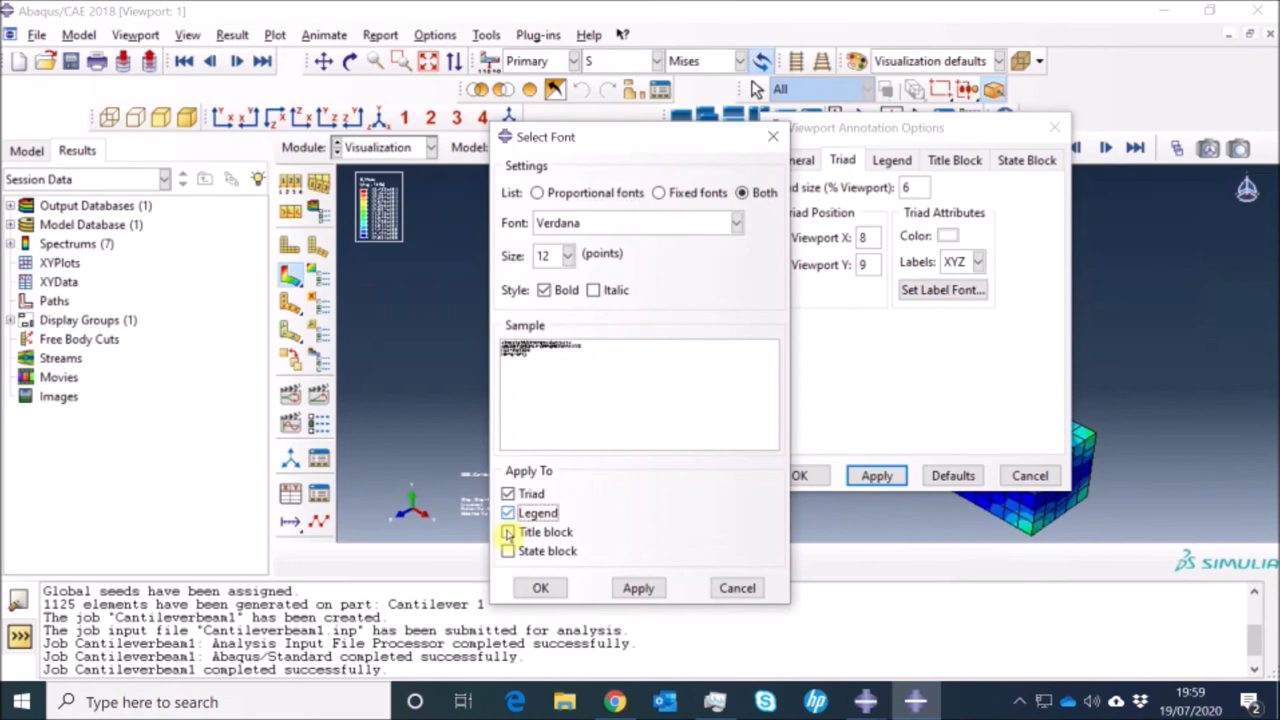 Abaqus/CAE 2018 [Viewport: 1]
File Model Viewport View Result Plot Options Tools Plug-ins Help
Animate Report
Primary S Mises Visualization defaults
All
1 2 3 4
Select Font
Viewport Annotation Options
Model Results
Module: Visualization Model:
Settings
Triad Legend Title Block State Block
Session Data
List: Proportional fonts Fixed fonts Both
size (% Viewport): 6
Output Databases (1)
Model Database (1)
Spectrums (7)
XYPlots
XYData
Paths
Display Groups (1)
Free Body Cuts
Streams
Movies
Images
Font: Verdana
Size: 12 (points)
Style: Bold Italic
Sample
Apply To
Triad
Legend
Title block
State block
OK Apply Cancel
Triad Position Triad Attributes
Viewport X: 8 Color:
Viewport Y: 9 Labels: XYZ
Set Label Font...
OK Apply Defaults Cancel
SIMULIA
Global seeds have been assigned.
1125 elements have been generated on part: Cantilever 1
The job "Cantileverbeam1" has been created.
The job input file "Cantileverbeam1.inp" has been submitted for analysis.
Job Cantileverbeam1: Analysis Input File Processor completed successfully.
Job Cantileverbeam1: Abaqus/Standard completed successfully.
Job Cantileverbeam1 completed successfully.
>>>
Type here to search
19:59
19/07/2020
2